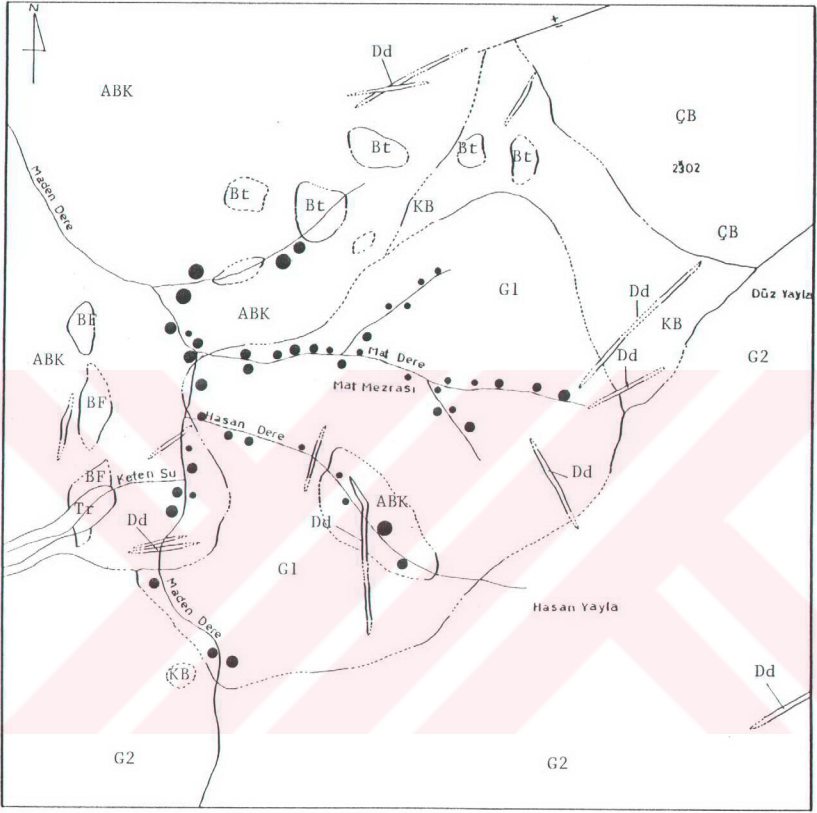 N
Dd
ABK
ÇB
Bt
Bt
Bt
2302
Maden Dere
Bt
Bt
KB
ÇB
G1
Dd
Düz Yayla
ABK
BF
KB
Mat Dere
Dd
G2
ABK
Mat Mezrası
BF
Hasan Dere
BF
Keten Su
Dd
Tr
ABK
Dd
Dd
G1
Maden Dere
Hasan Yayla
KB
Dd
G2
G2